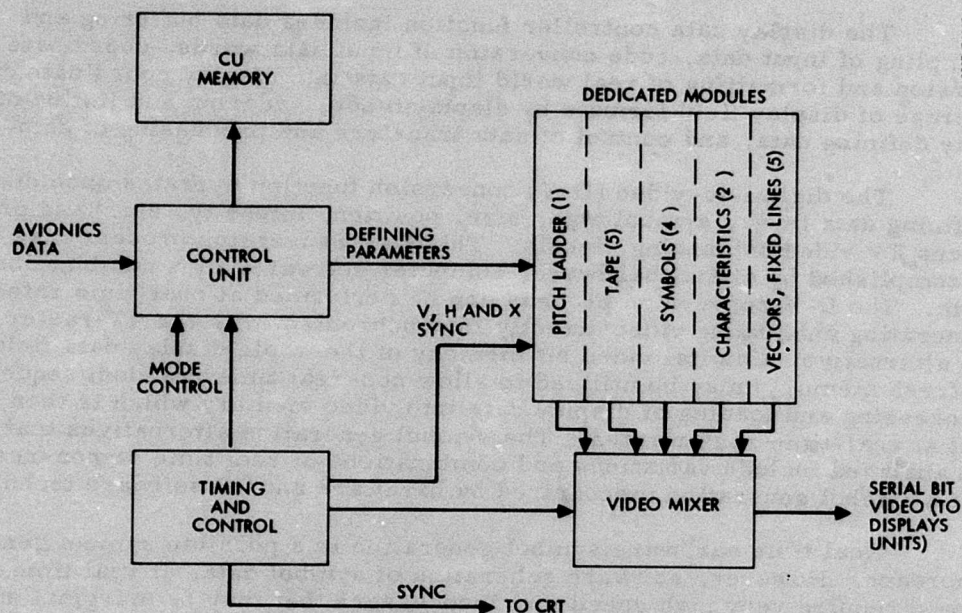 CU
MEMORY
DEDICATED MODULES
AVIONICS
DATA
CONTROL
UNIT
DEFINING
PARAMETERS
V, H AND X
SYNC
MODE
CONTROL
PITCH LADDER (1)
TAPE (5)
SYMBOLS (4)
CHARACTERISTICS (2)
VECTORS, FIXED LINES (5)
TIMING
AND
CONTROL
VIDEO MIXER
SERIAL BIT
VIDEO (TO
DISPLAYS
UNITS)
SYNC
TO CRT